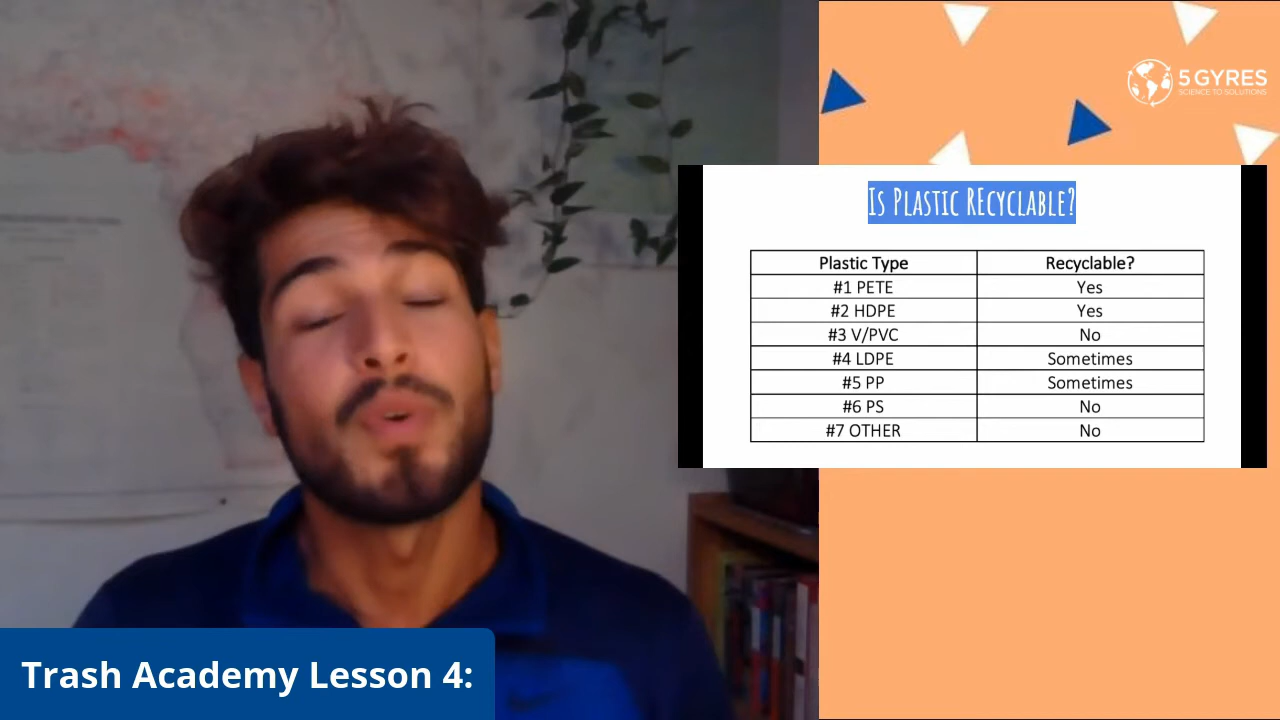 5 GYRES
SCIENCE TO SOLUTIONS
Is Plastic REcyclable?
Plastic Type Recyclable?
#1 PETE Yes
#2 HDPE Yes
#3 V/PVC No
#4 LDPE Sometimes
#5 PP Sometimes
#6 PS No
#7 OTHER No
Trash Academy Lesson 4: